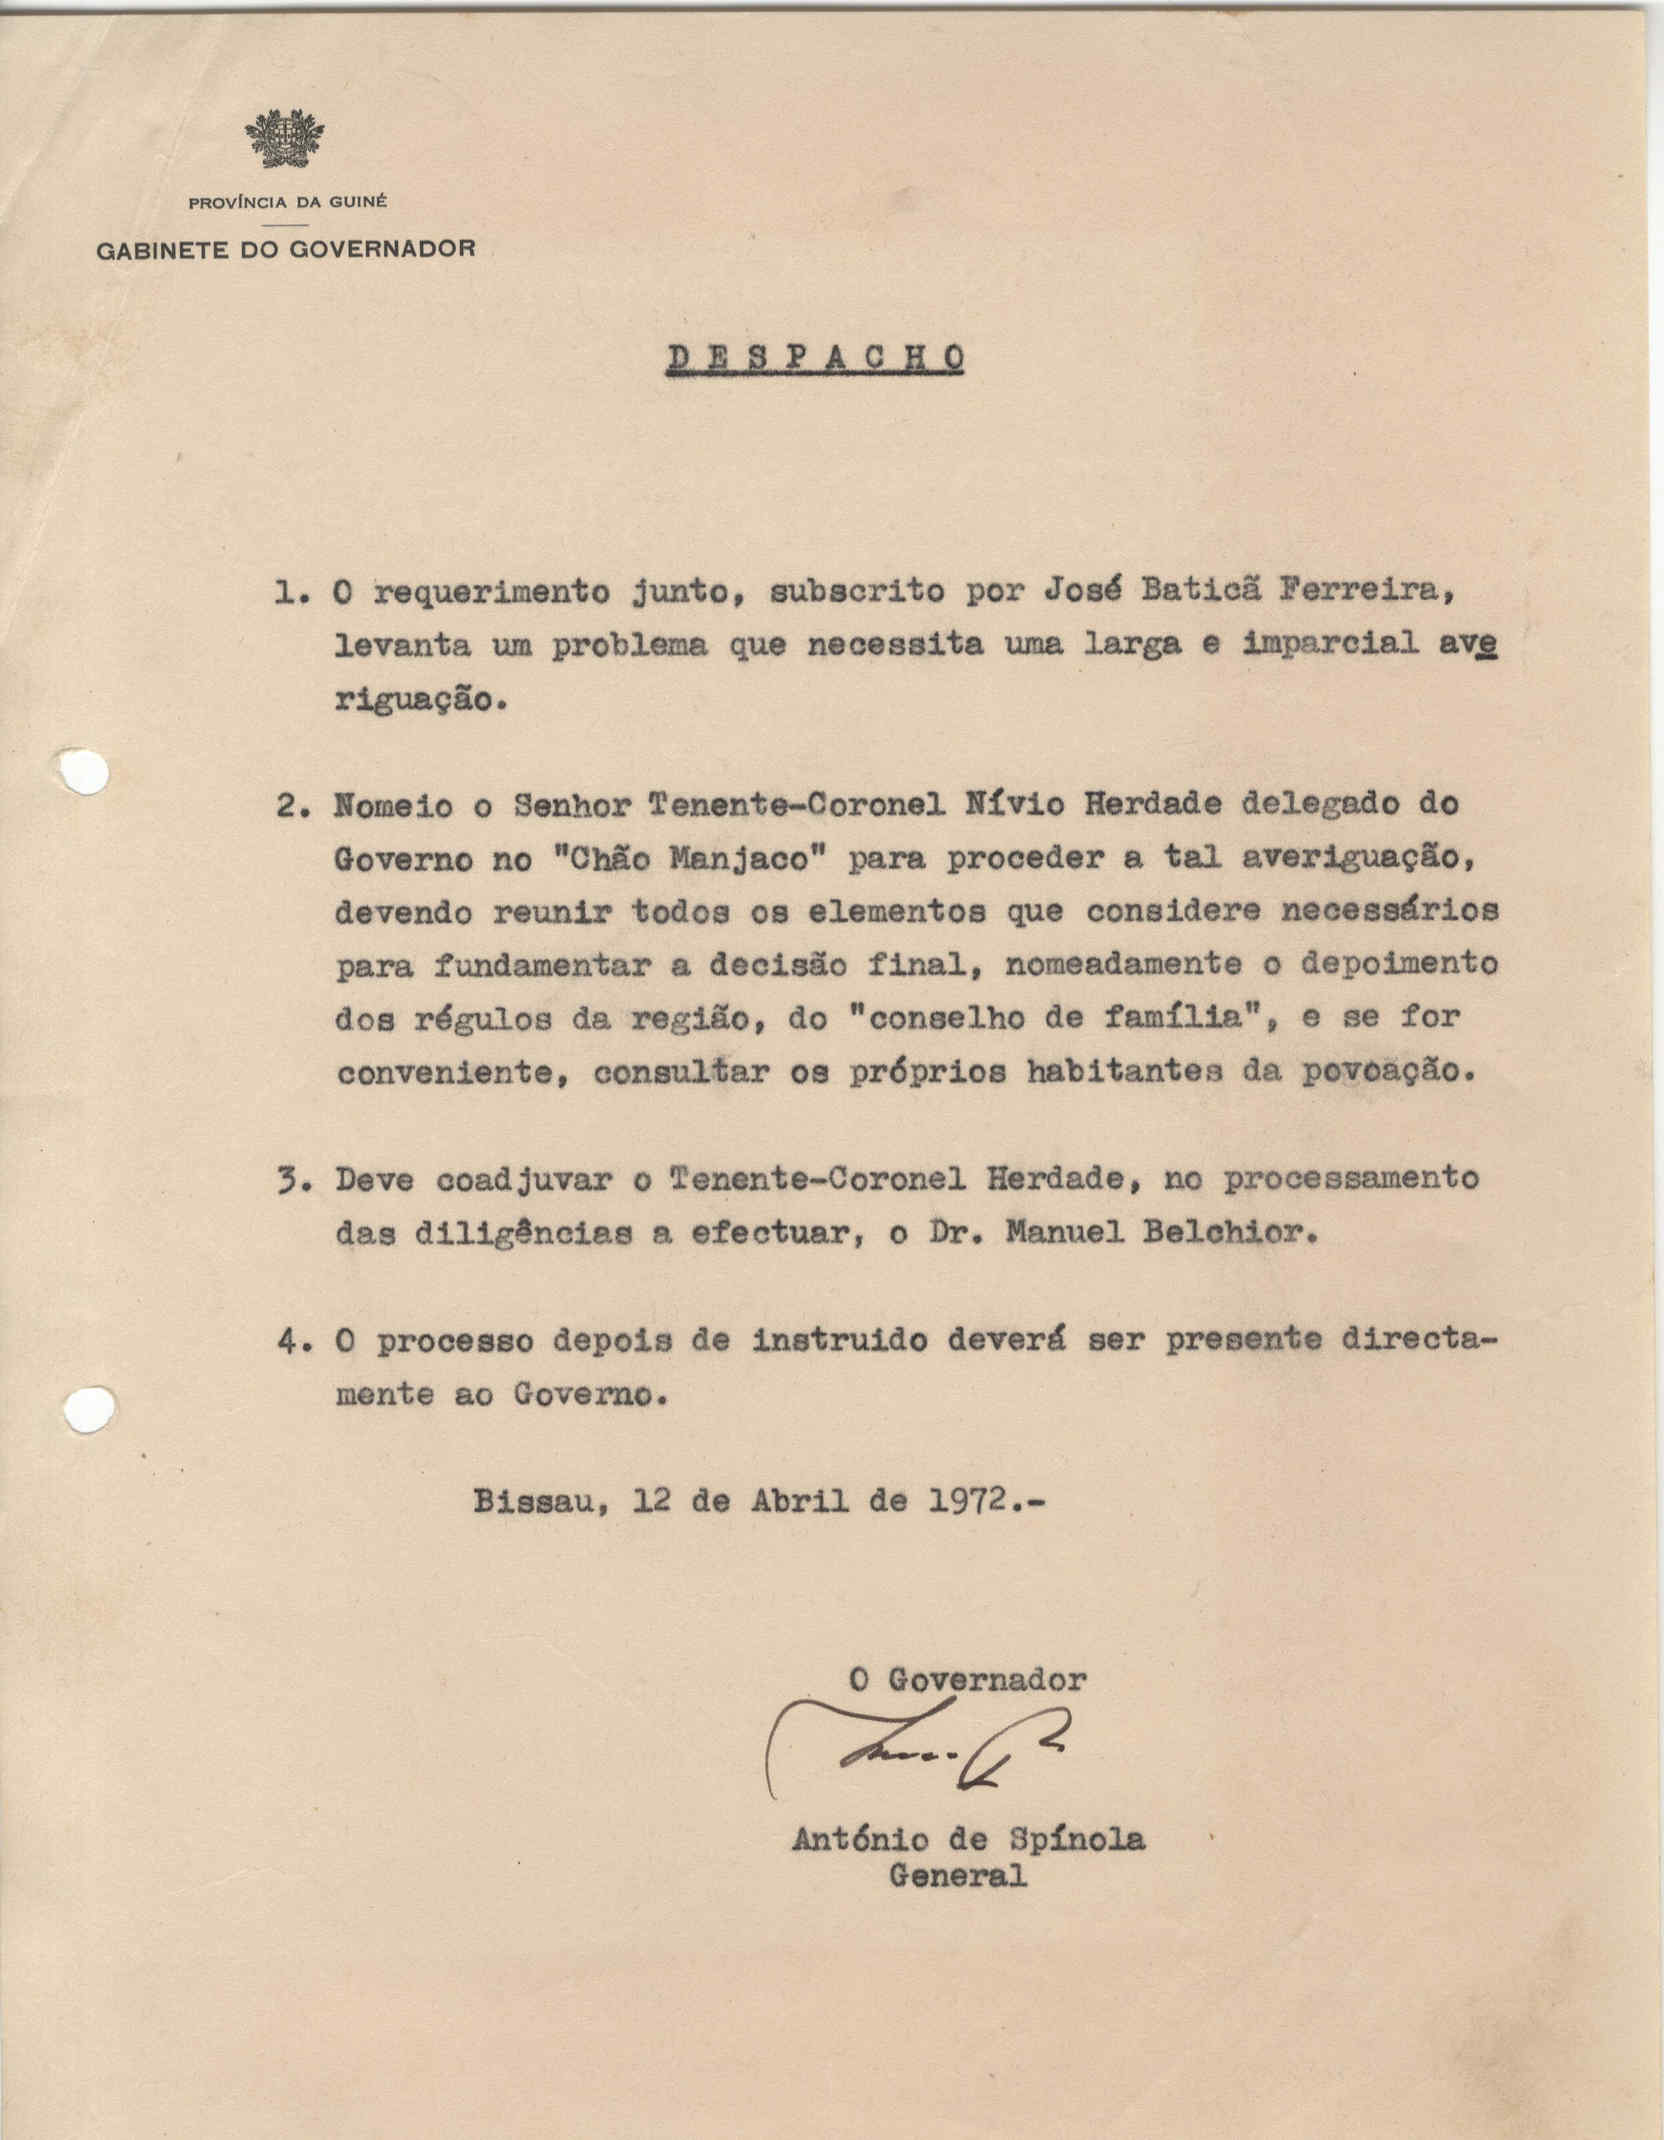 PROVÍNCIA DA GUINÉ
GABINETE DO GOVERNADOR
DESPACHO
1. O requerimento junto, subscrito por José Baticã Ferreira,
levanta um problema que necessita uma larga e imparcial ave
riguação.
2. Nomeio o Senhor Tenente-Coronel Nívio Herdade delegado do
Governo no "Chão Manjaco" para proceder a tal averiguação,
devendo reunir todos os elementos que considere necessários
para fundamentar a decisão final, nomeadamente o depoimento
dos régulos da região, do "conselho de família", e se for
conveniente, consultar os próprios habitantes da povoação.
3. Deve coadjuvar o Tenente-Coronel Herdade, no processamento
das diligências a efectuar, o Dr. Manuel Belchior.
4. O processo depois de instruido deverá ser presente directa-
mente ao Governo.
Bissau, 12 de Abril de 1972.-
O Governador
António de Spínola
General